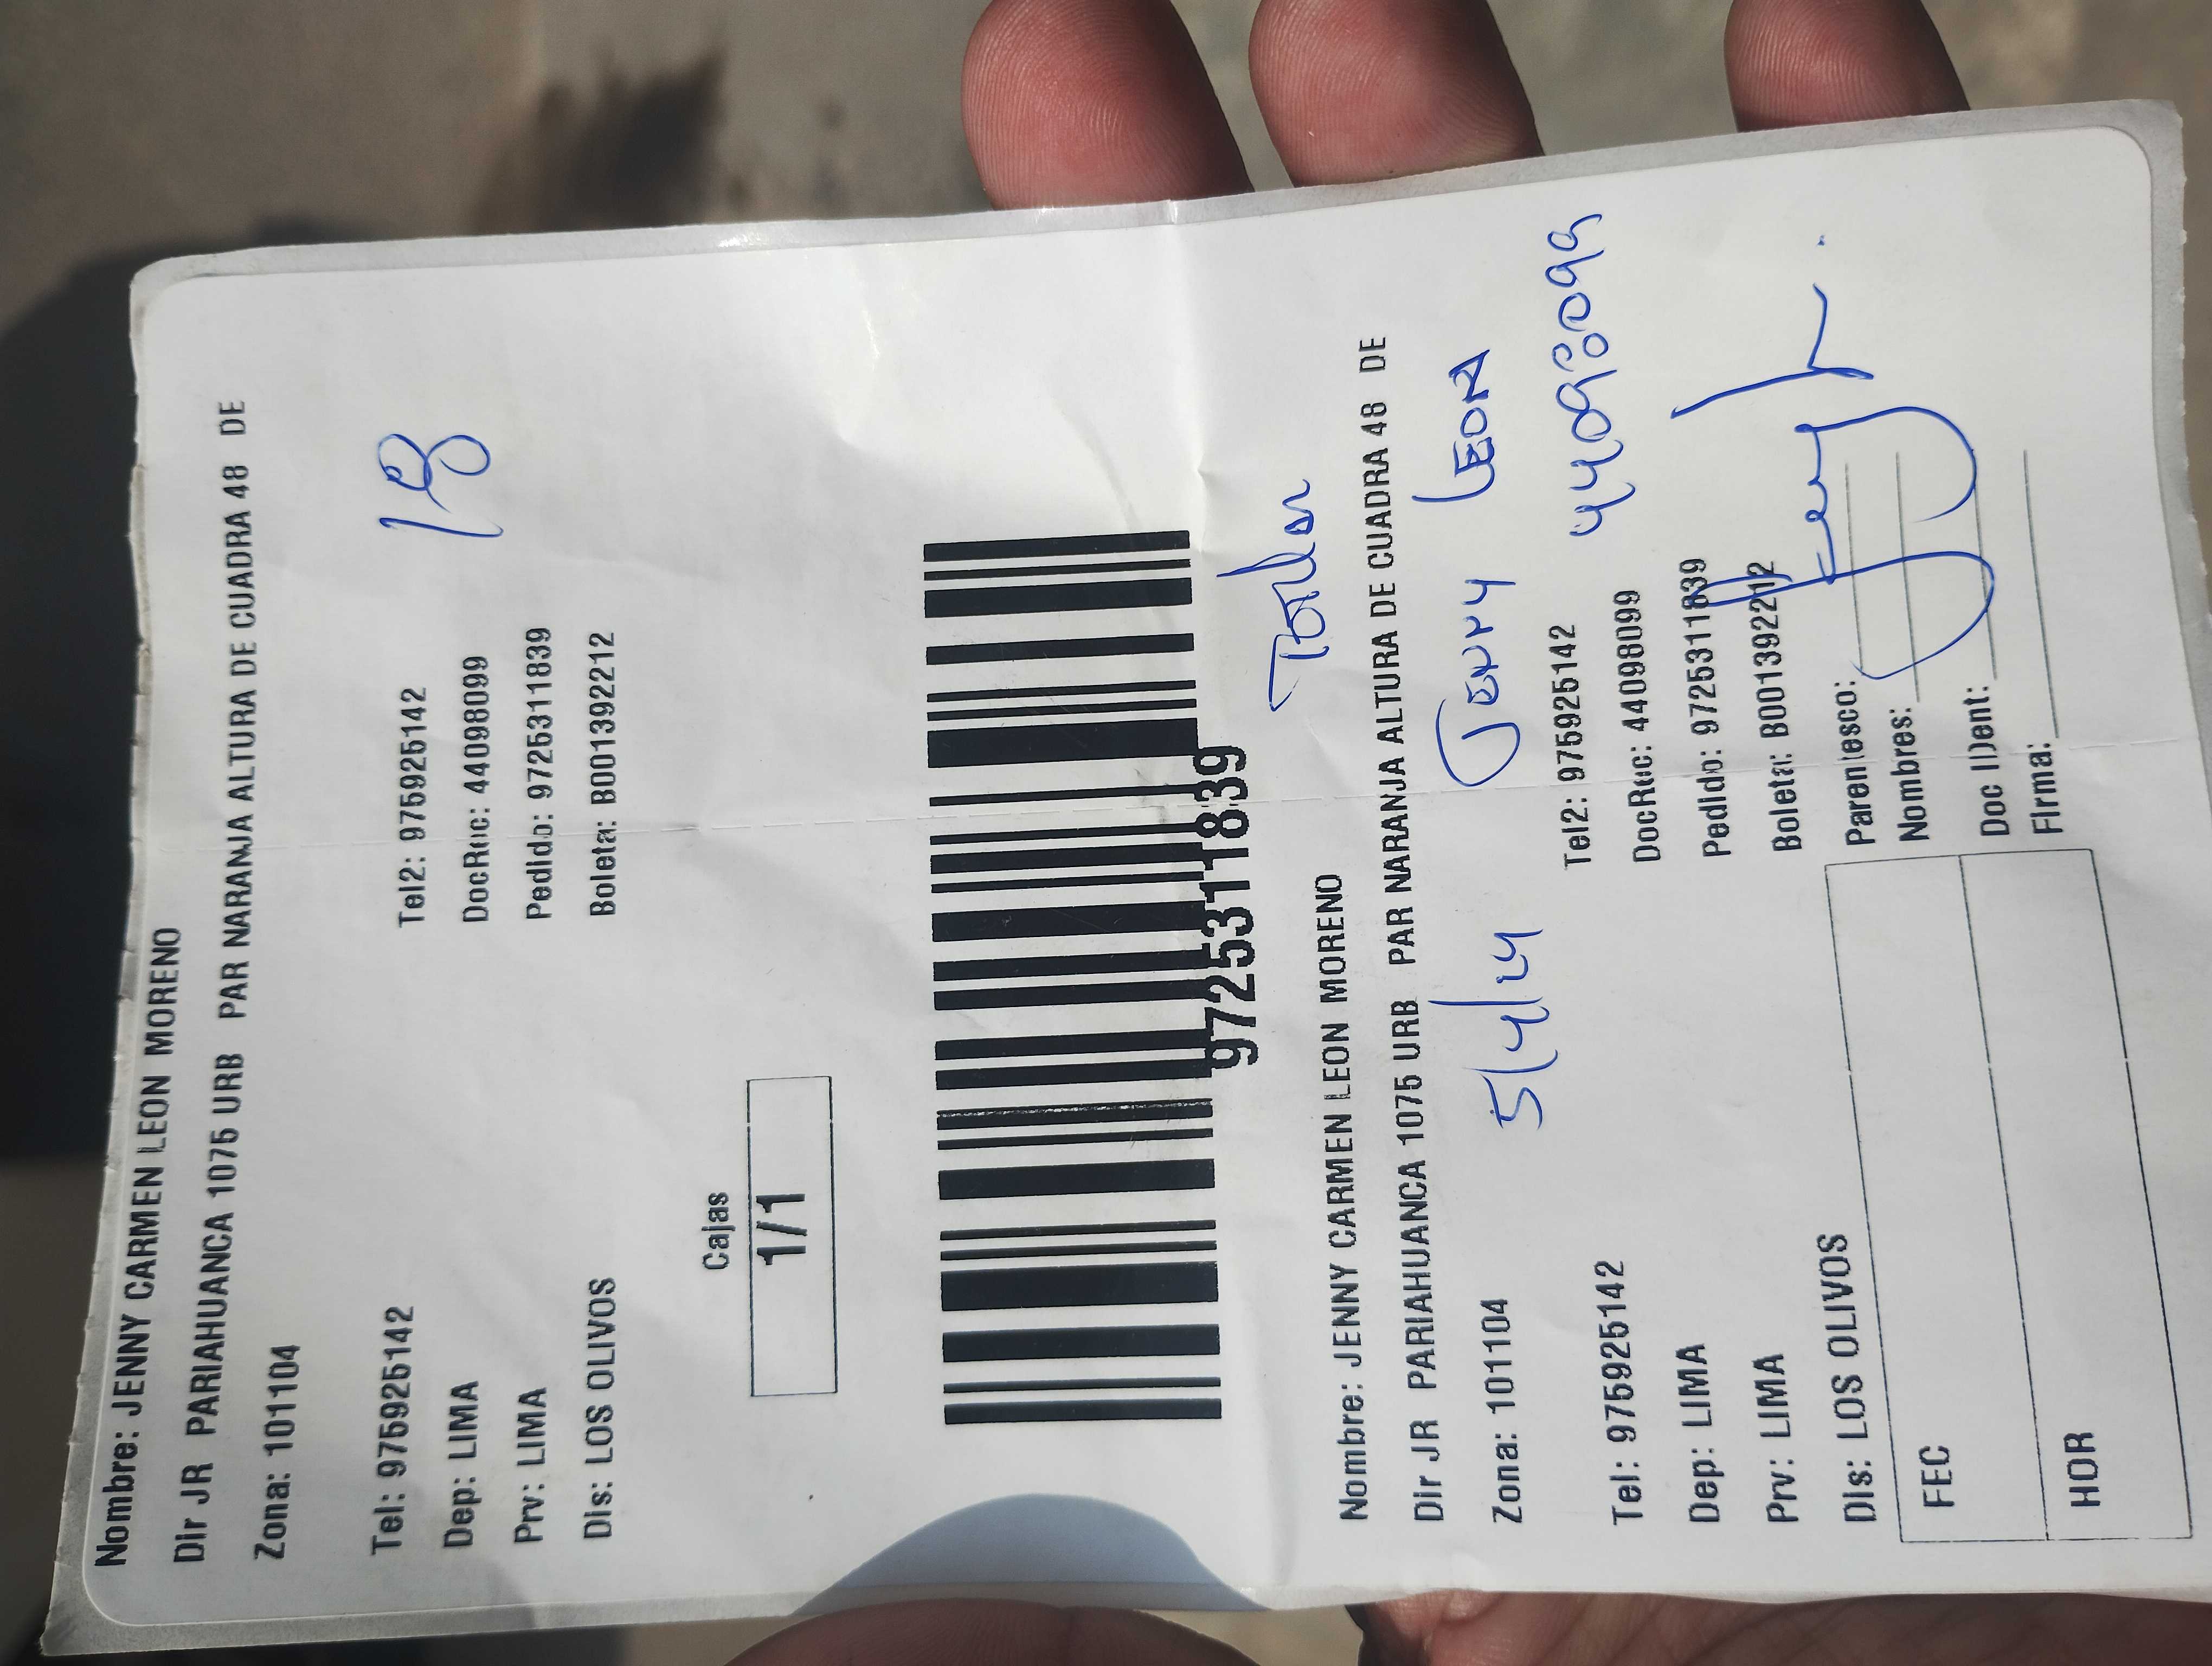 Nombre: JENNY CARMEN LEON MORENO
Dir JR PARIAHUANCA 1075 URB PAR NARANJA ALTURA DE CUADRA 48 DE
Zona: 101104
18
Tel: 975925142 Tel2: 975925142
Dep: LIMA DocRuc: 44098099
Prv: LIMA Pedido: 9725311839
Dis: LOS OLIVOS Boleta: B001392212
Cajas
1/1
9725311839
Nombre: JENNY CARMEN LEON MORENO
Dir JR PARIAHUANCA 1075 URB PAR NARANJA ALTURA DE CUADRA 48 DE
Zona: 101104 5/4/24 JENNY LEON
Tel: 975925142 Tel2: 975925142 44098099
Dep: LIMA DocRuc: 44098099
Prv: LIMA Pedido: 9725311839
Dis: LOS OLIVOS Boleta: B001392212
FEC Parentesco:
Nombres:
HOR Doc IDent:
Firma: